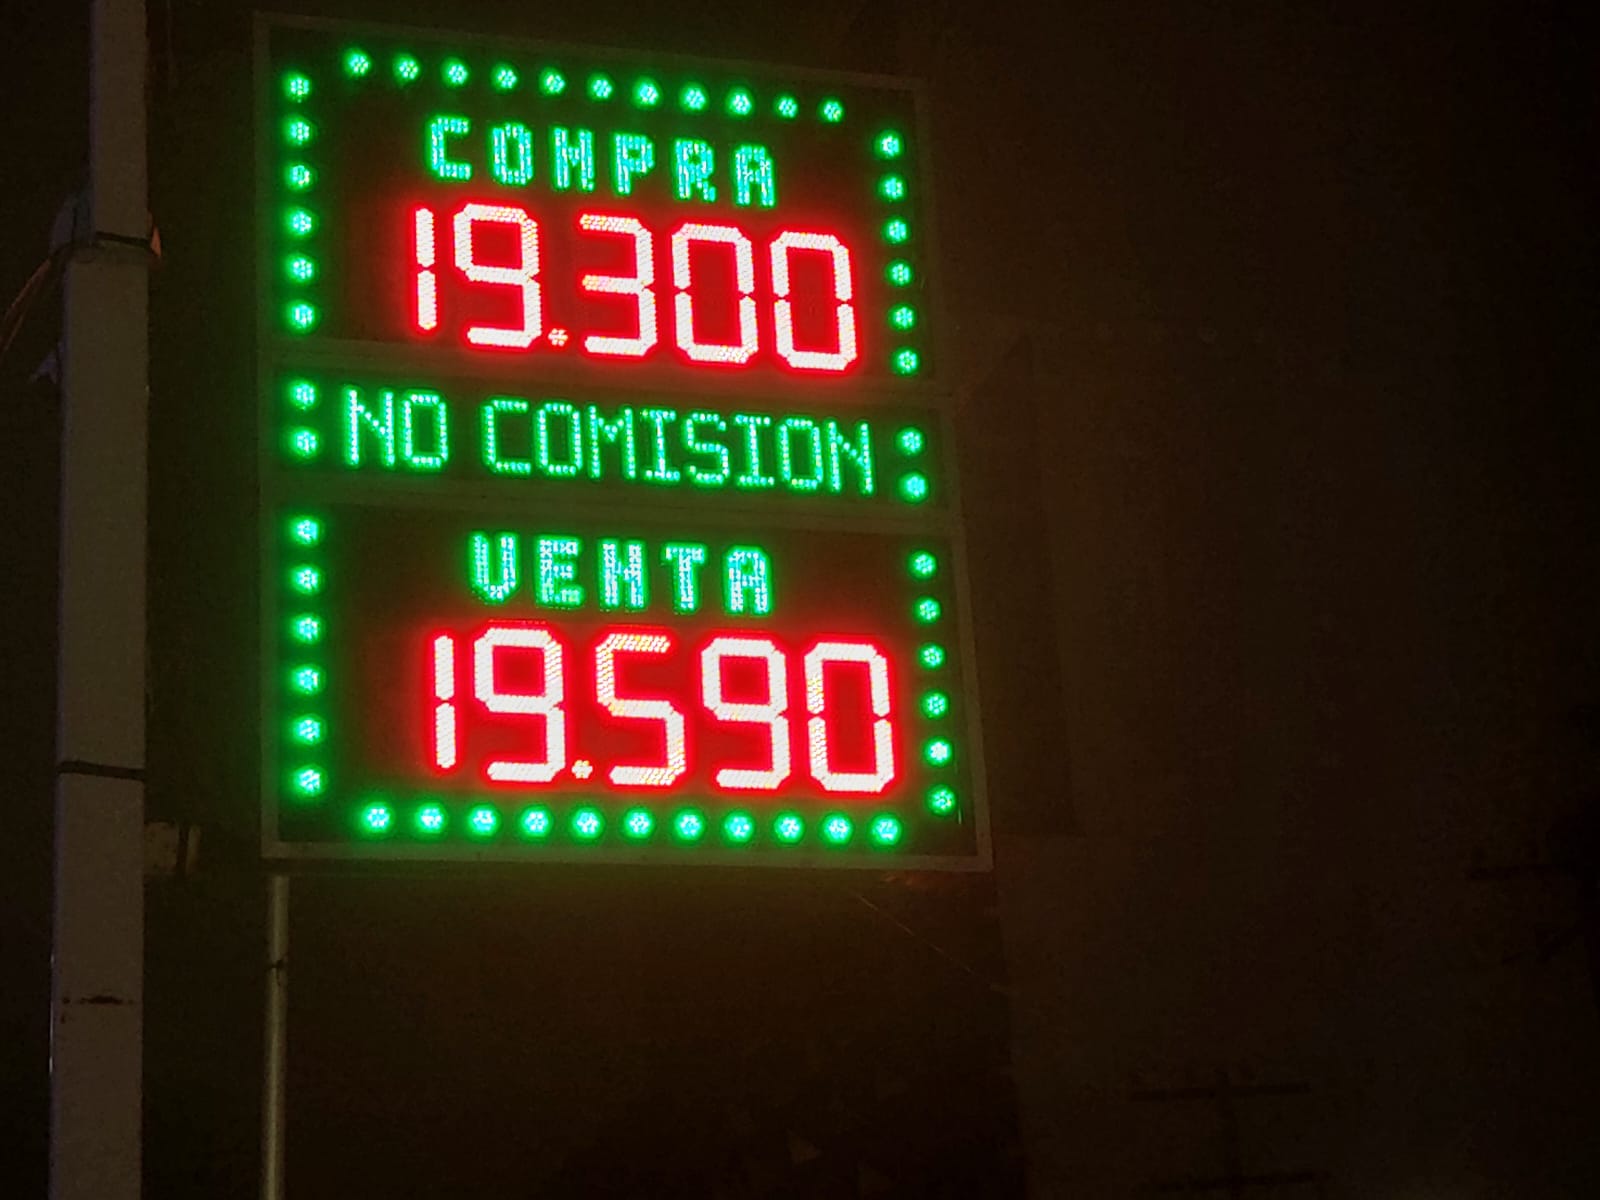 COMPRA
19.300
NO COMISION
VENTA
19.590